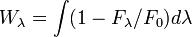 W_λ = ∫(1 − F_λ/F_0)dλ